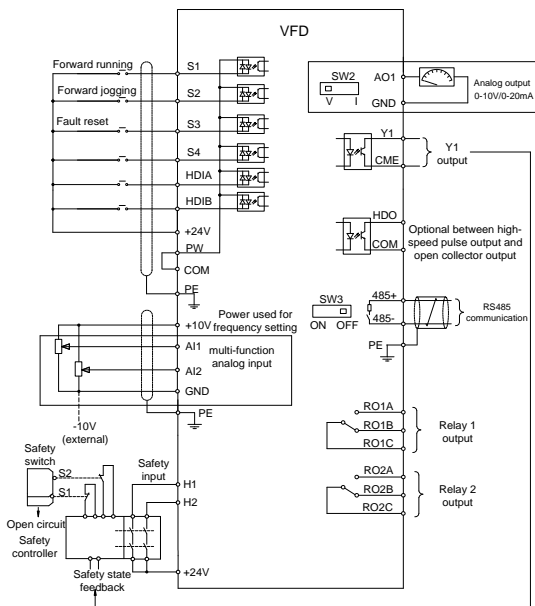 VFD
Forward running
S1
Forward jogging
S2
Fault reset
S3
S4
HDIA
HDIB
+24V
PW
COM
PE
Power used for
frequency setting
+10V
multi-function
analog input
AI1
AI2
GND
-10V
(external)
PE
Safety
switch
S2
S1
Open circuit
Safety
controller
Safety
input
H1
H2
+24V
Safety state
feedback
SW2
V I
AO1
GND
Analog output
0-10V/0-20mA
Y1
CME
Y1
output
HDO
COM
Optional between high-
speed pulse output and
open collector output
SW3
ON OFF
485+
485-
PE
RS485
communication
RO1A
RO1B
RO1C
Relay 1
output
RO2A
RO2B
RO2C
Relay 2
output